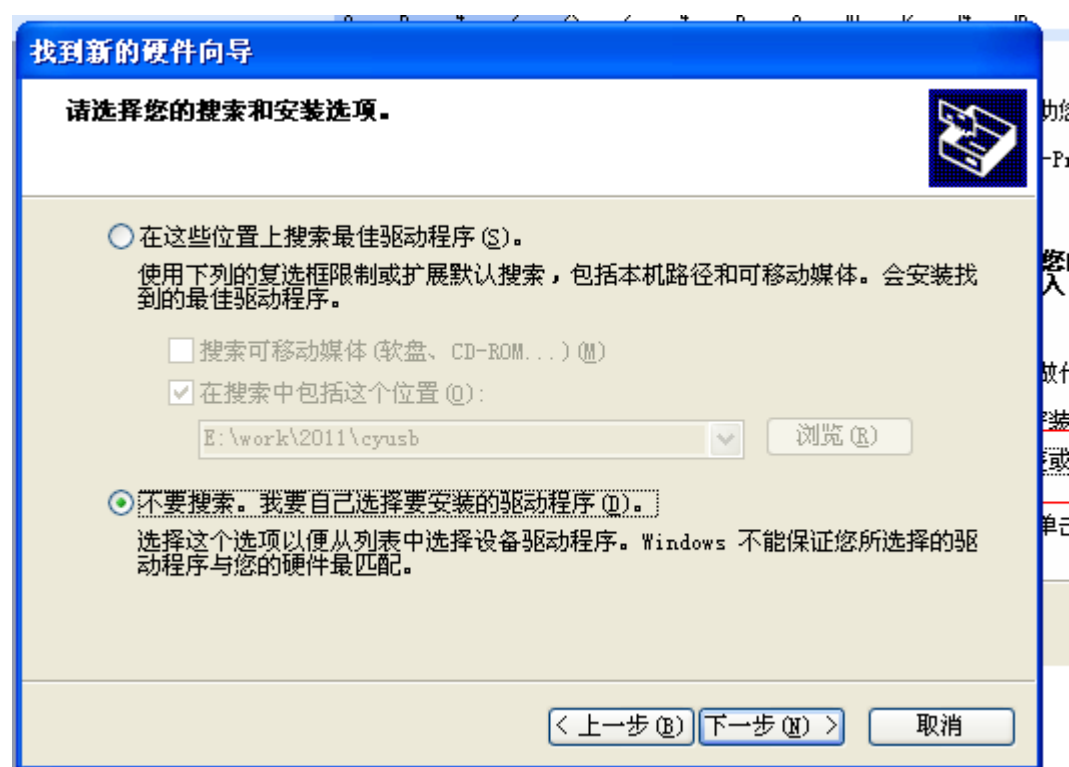 找到新的硬件向导
请选择您的搜索和安装选项。
在这些位置上搜索最佳驱动程序(S)。
使用下列的复选框限制或扩展默认搜索，包括本机路径和可移动媒体。会安装找
到的最佳驱动程序。
搜索可移动媒体(软盘、CD-ROM...)(M)
在搜索中包括这个位置(O):
E:\work\2011\cyusb
浏览(R)
不要搜索。我要自己选择要安装的驱动程序(D)。
选择这个选项以便从列表中选择设备驱动程序。Windows 不能保证您所选择的驱
动程序与您的硬件最匹配。
< 上一步(B)
下一步(N) >
取消